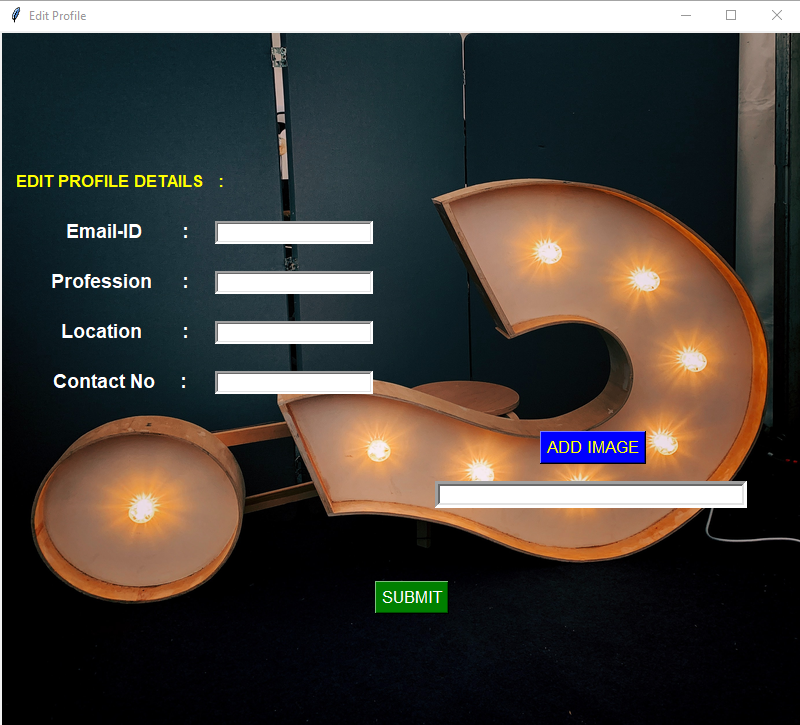 Edit Profile
EDIT PROFILE DETAILS :
Email-ID :
Profession :
Location :
Contact No :
ADD IMAGE
SUBMIT